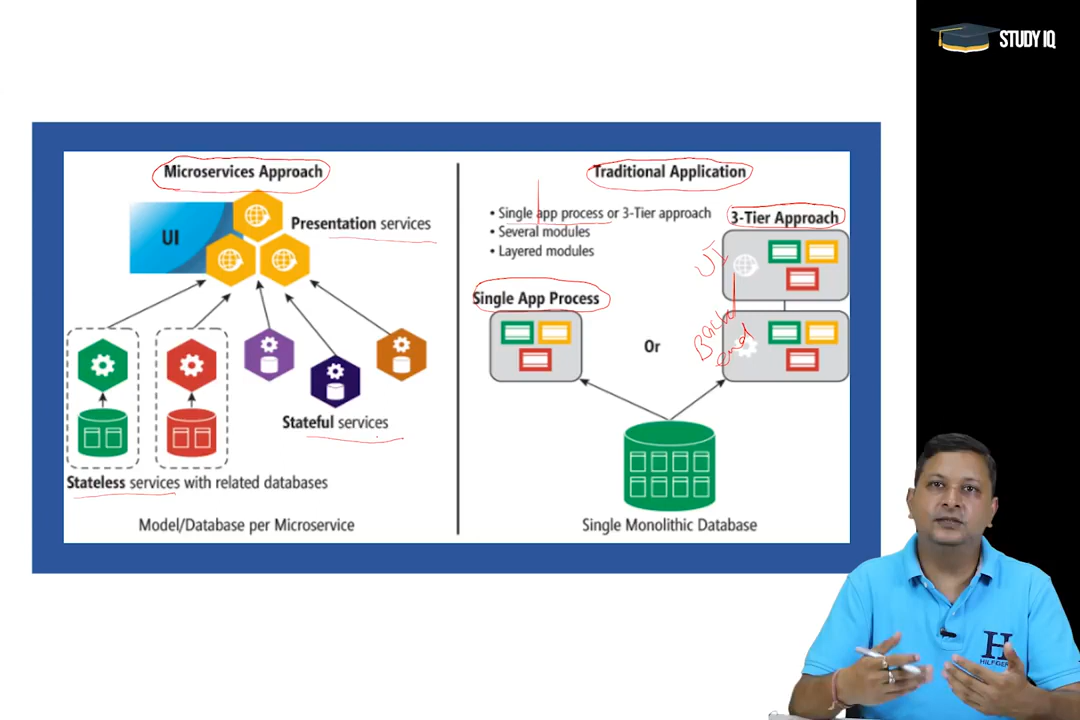 STUDY IQ
Microservices Approach
UI
Presentation services
Stateful services
Stateless services with related databases
Model/Database per Microservice
Traditional Application
• Single app process or 3-Tier approach
• Several modules
• Layered modules
3-Tier Approach
UI
Single App Process
Or
Back
end
Single Monolithic Database
H
HILFIGER